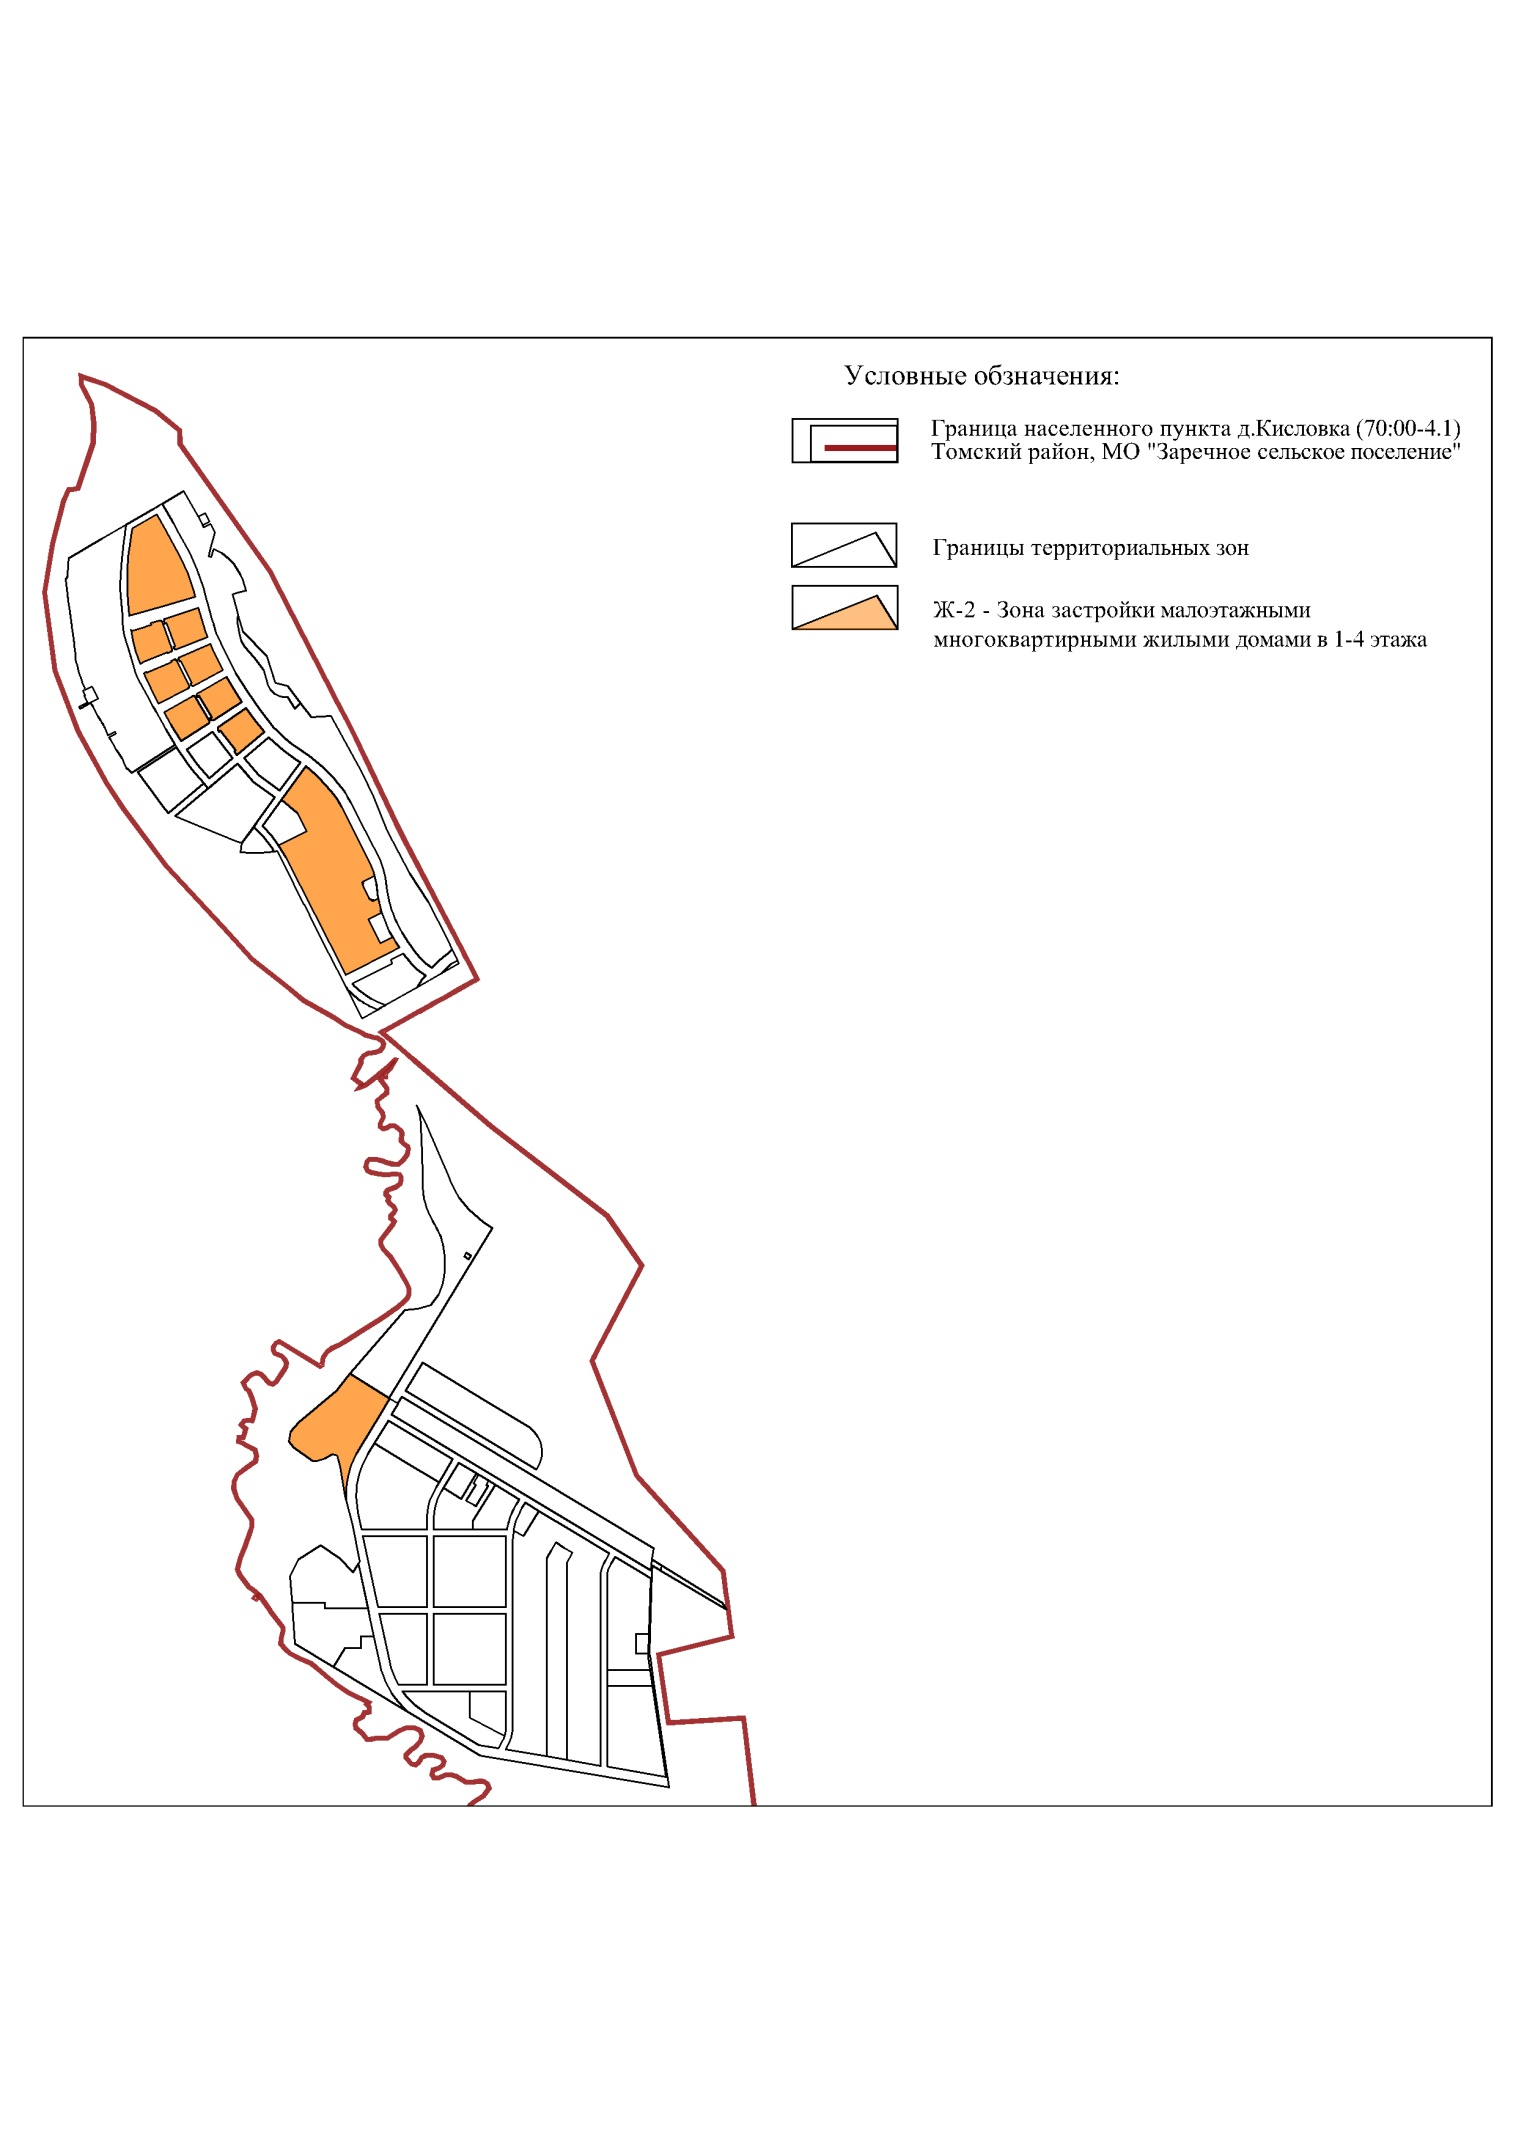 Условные обзначения:
Граница населенного пункта д.Кисловка (70:00-4.1)
Томский район, МО "Заречное сельское поселение"
Границы территориальных зон
Ж-2 - Зона застройки малоэтажными
многоквартирными жилыми домами в 1-4 этажа